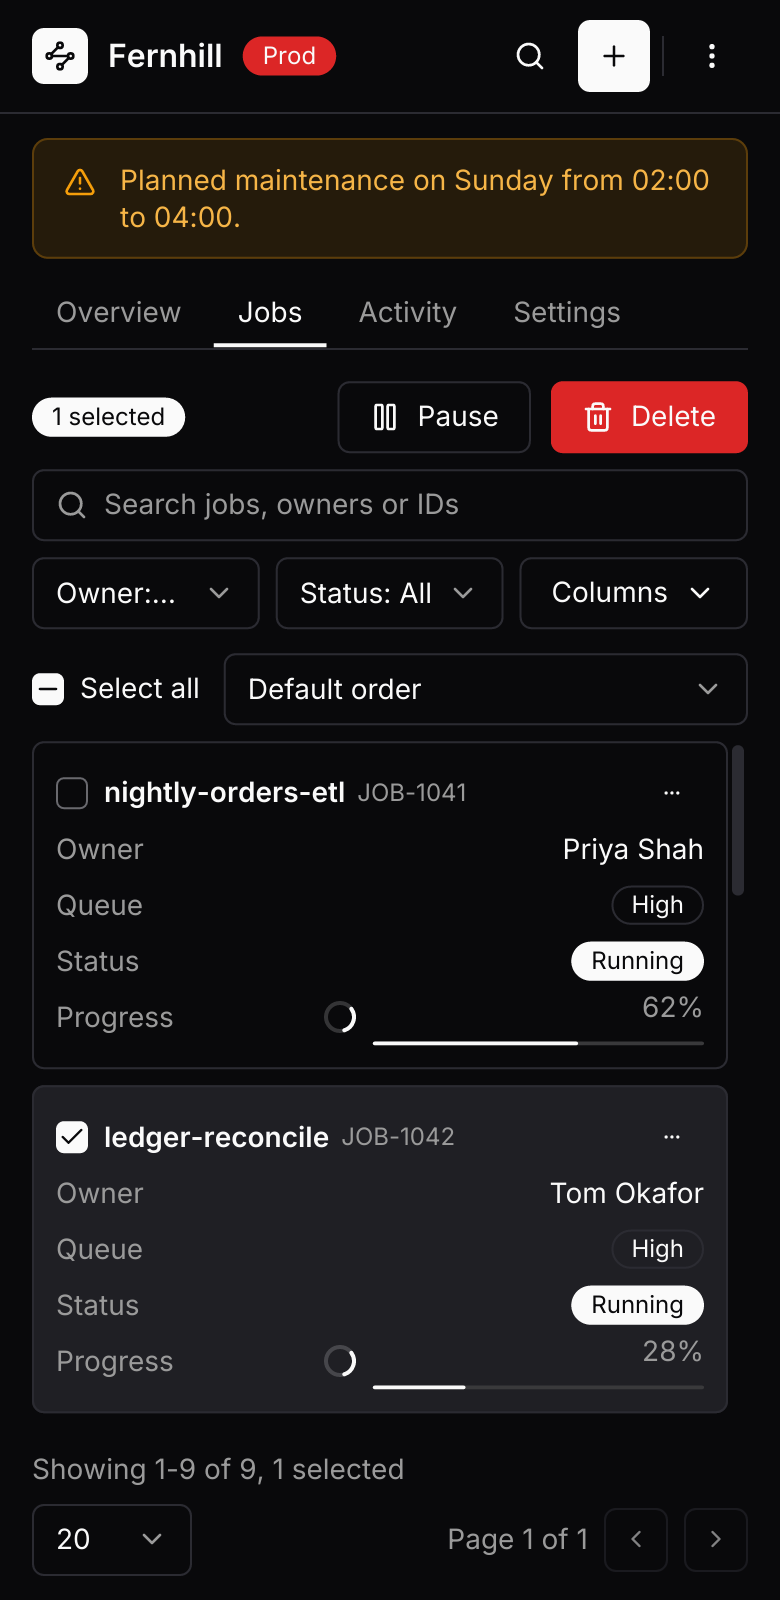 Fernhill Prod
Planned maintenance on Sunday from 02:00
to 04:00.
Overview Jobs Activity Settings
1 selected Pause Delete
Search jobs, owners or IDs
Owner:... Status: All Columns
Select all Default order
nightly-orders-etl JOB-1041 ...
Owner Priya Shah
Queue High
Status Running
Progress 62%
ledger-reconcile JOB-1042 ...
Owner Tom Okafor
Queue High
Status Running
Progress 28%
Showing 1-9 of 9, 1 selected
20 Page 1 of 1